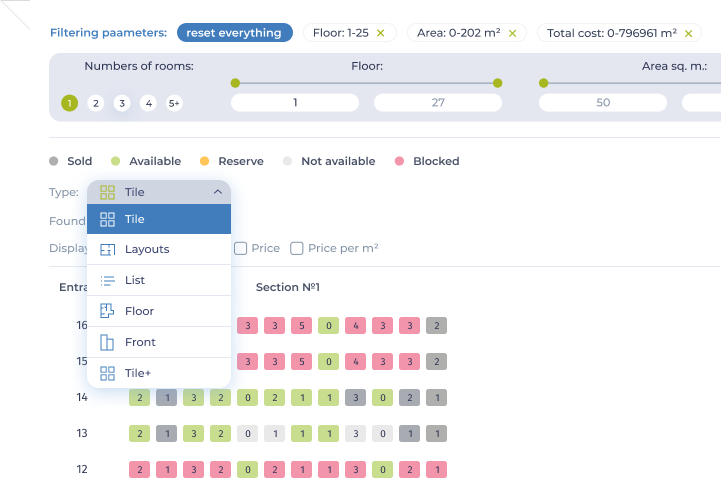 Filtering paameters: reset everything Floor: 1-25 Area: 0-202 m² Total cost: 0-796961 m²
Numbers of rooms: Floor: Area sq. m.:
1 2 3 4 5+ 1 27 50
Sold Available Reserve Not available Blocked
Type: Tile
Tile
Found
Layouts
Display Price Price per m²
List
Entra Section №1
Floor
16 3 3 5 0 4 3 3 2
Front
15 3 3 5 0 4 3 3 2
Tile+
14 2 1 3 2 0 2 1 1 3 0 2 1
13 2 1 3 2 0 1 1 1 3 0 1 1
12 2 1 3 2 0 2 1 1 3 0 2 1